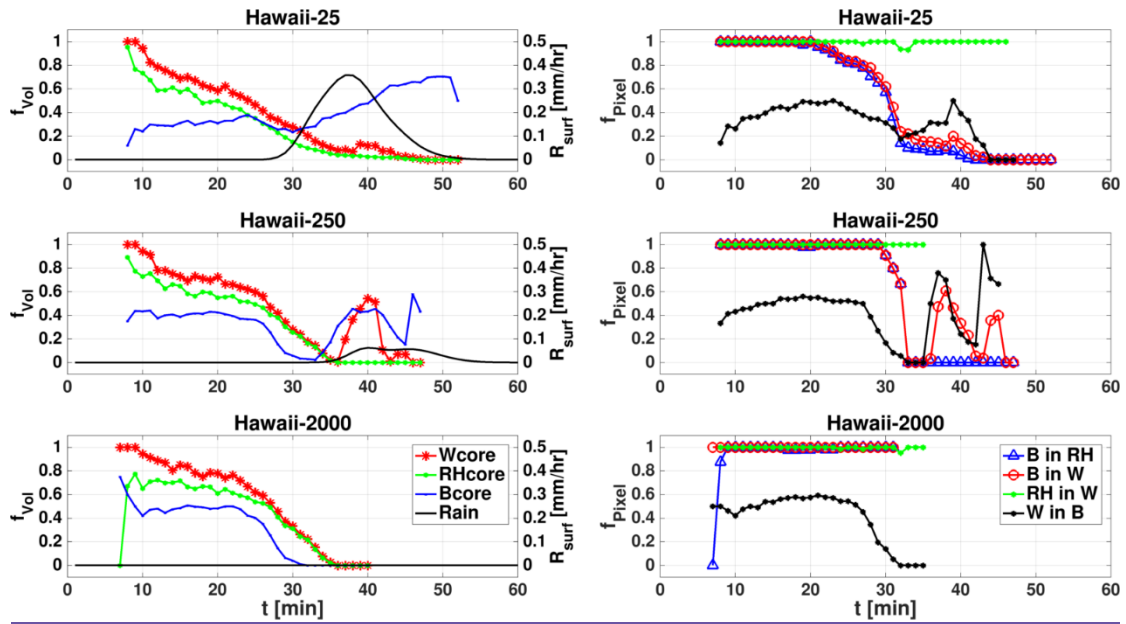 Hawaii-25
Hawaii-25
1
0.8
0.6
0.4
0.2
0
f_Vol
0.5
0.4
0.3
0.2
0.1
0
R_surf [mm/hr]
0 10 20 30 40 50 60
1
0.8
0.6
0.4
0.2
0
f_Pixel
0 10 20 30 40 50 60
Hawaii-250
Hawaii-250
1
0.8
0.6
0.4
0.2
0
f_Vol
0.5
0.4
0.3
0.2
0.1
0
R_surf [mm/hr]
0 10 20 30 40 50 60
1
0.8
0.6
0.4
0.2
0
f_Pixel
0 10 20 30 40 50 60
Hawaii-2000
Hawaii-2000
1
0.8
0.6
0.4
0.2
0
f_Vol
Wcore
RHcore
Bcore
Rain
0.5
0.4
0.3
0.2
0.1
0
R_surf [mm/hr]
0 10 20 30 40 50 60
t [min]
1
0.8
0.6
0.4
0.2
0
f_Pixel
B in RH
B in W
RH in W
W in B
0 10 20 30 40 50 60
t [min]